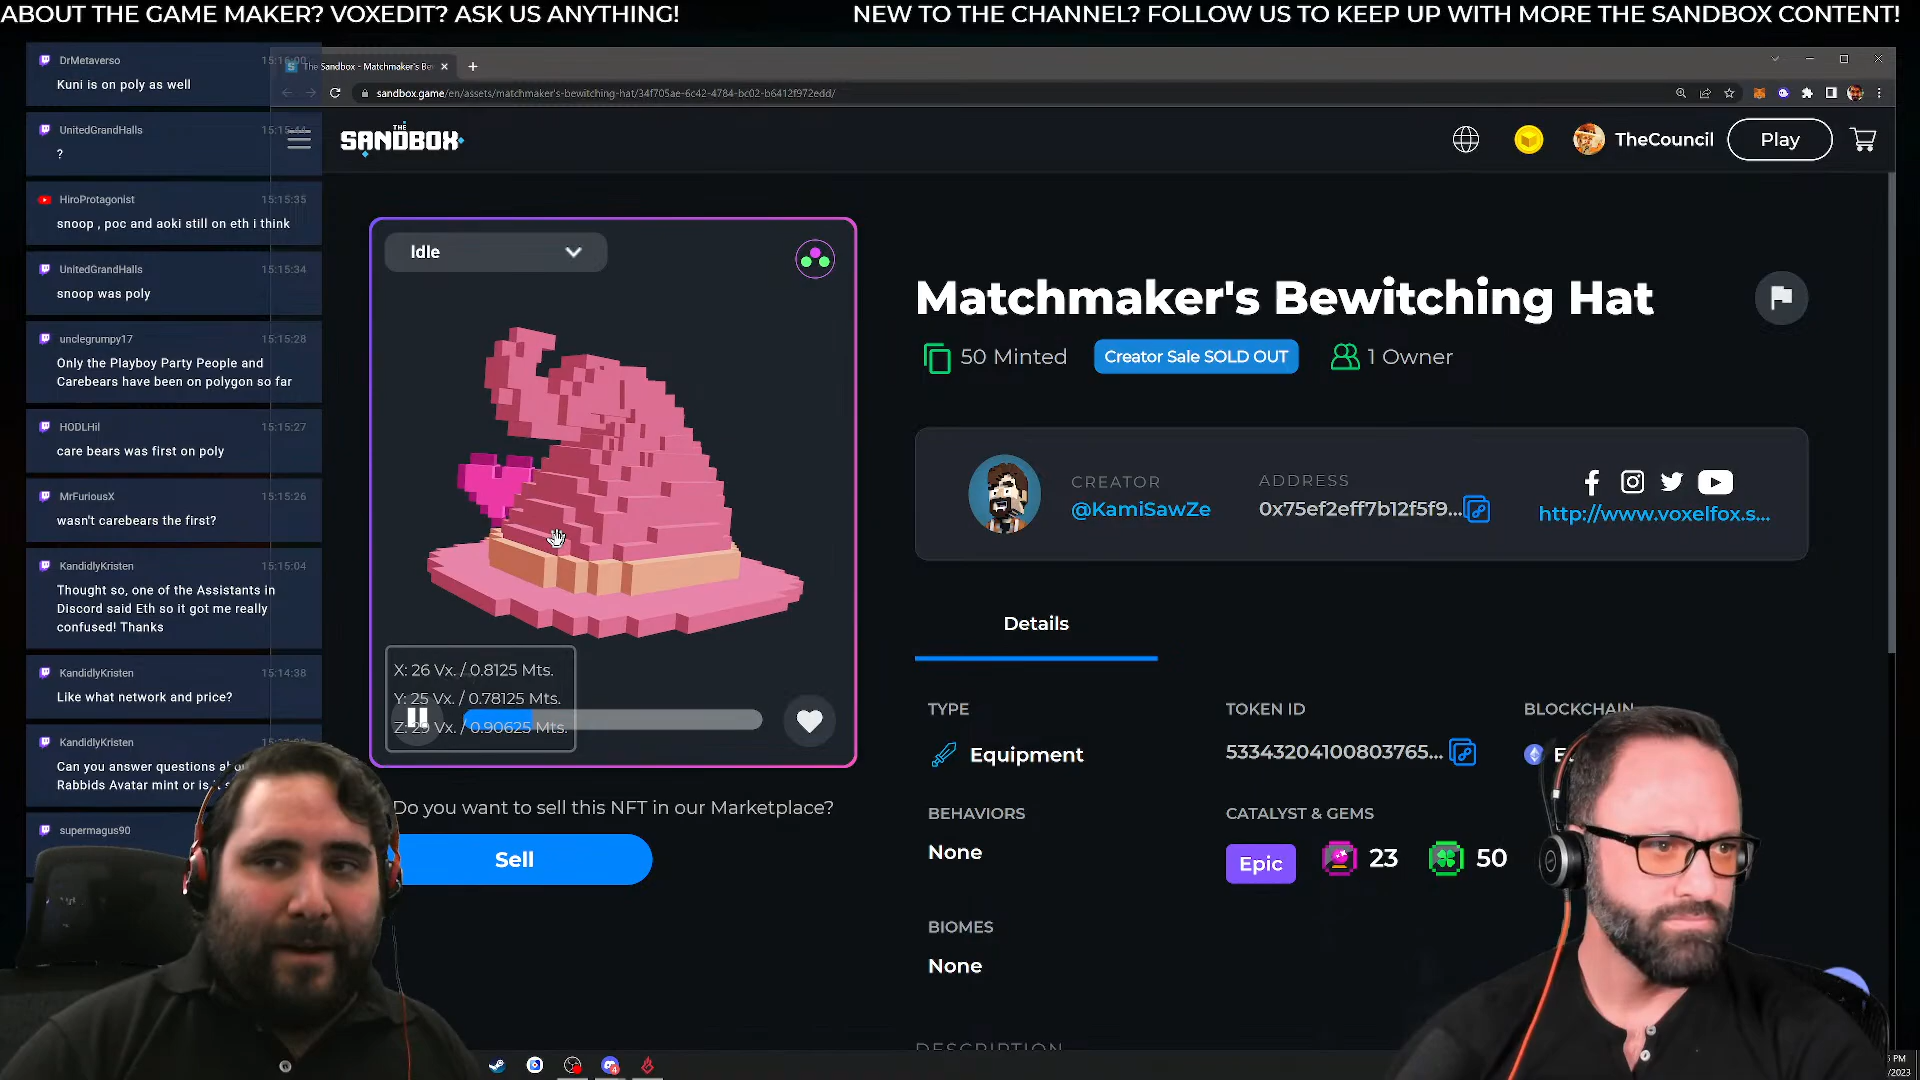 ABOUT THE GAME MAKER? VOXEDIT? ASK US ANYTHING!
NEW TO THE CHANNEL? FOLLOW US TO KEEP UP WITH MORE THE SANDBOX CONTENT!
DrMetaverso
Kuni is on poly as well
UnitedGrandHalls 15:15:44
?
HiroProtagonist 15:15:35
snoop , poc and aoki still on eth i think
UnitedGrandHalls 15:15:34
snoop was poly
unclegrumpy17 15:15:28
Only the Playboy Party People and
Carebears have been on polygon so far
HODLHil 15:15:27
care bears was first on poly
MrFuriousX 15:15:26
wasn't carebears the first?
KandidlyKristen 15:15:04
Thought so, one of the Assistants in
Discord said Eth so it got me really
confused! Thanks
KandidlyKristen 15:14:38
Like what network and price?
KandidlyKristen
Can you answer questions
Rabbids Avatar mint or is
supermagus90
The Sandbox - Matchmaker's Be
sandbox.game/en/assets/matchmaker's-bewitching-hat/34f705ae-6c42-4784-bc02-b6412f972edd/
THE
SANDBOX
TheCouncil
Play
Idle
X: 26 Vx. / 0.8125 Mts.
Y: 25 Vx. / 0.78125 Mts.
Z: 29 Vx. / 0.90625 Mts.
Do you want to sell this NFT in our Marketplace?
Sell
Matchmaker's Bewitching Hat
50 Minted
Creator Sale SOLD OUT
1 Owner
CREATOR
@KamiSawZe
ADDRESS
0x75ef2eff7b12f5f9...
http://www.voxelfox.s...
Details
TYPE
Equipment
TOKEN ID
53343204100803765...
BLOCKCHAIN
BEHAVIORS
None
CATALYST & GEMS
Epic
23
50
BIOMES
None
DESCRIPTION
PM
/2023